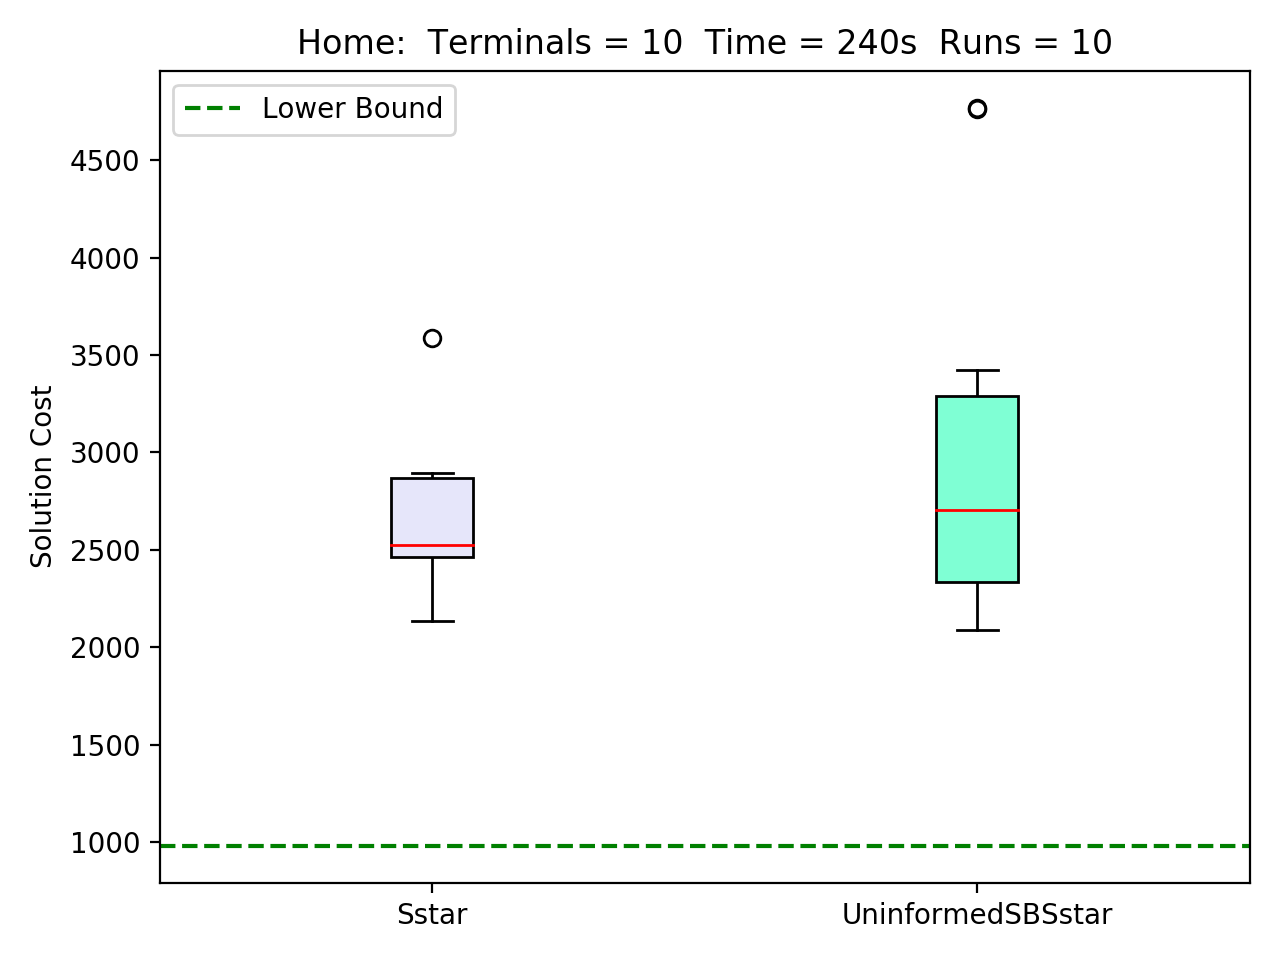 Home:  Terminals = 10  Time = 240s  Runs = 10
Lower Bound
4500
4000
3500
3000
2500
2000
1500
1000
Solution Cost
Sstar
UninformedSBSstar